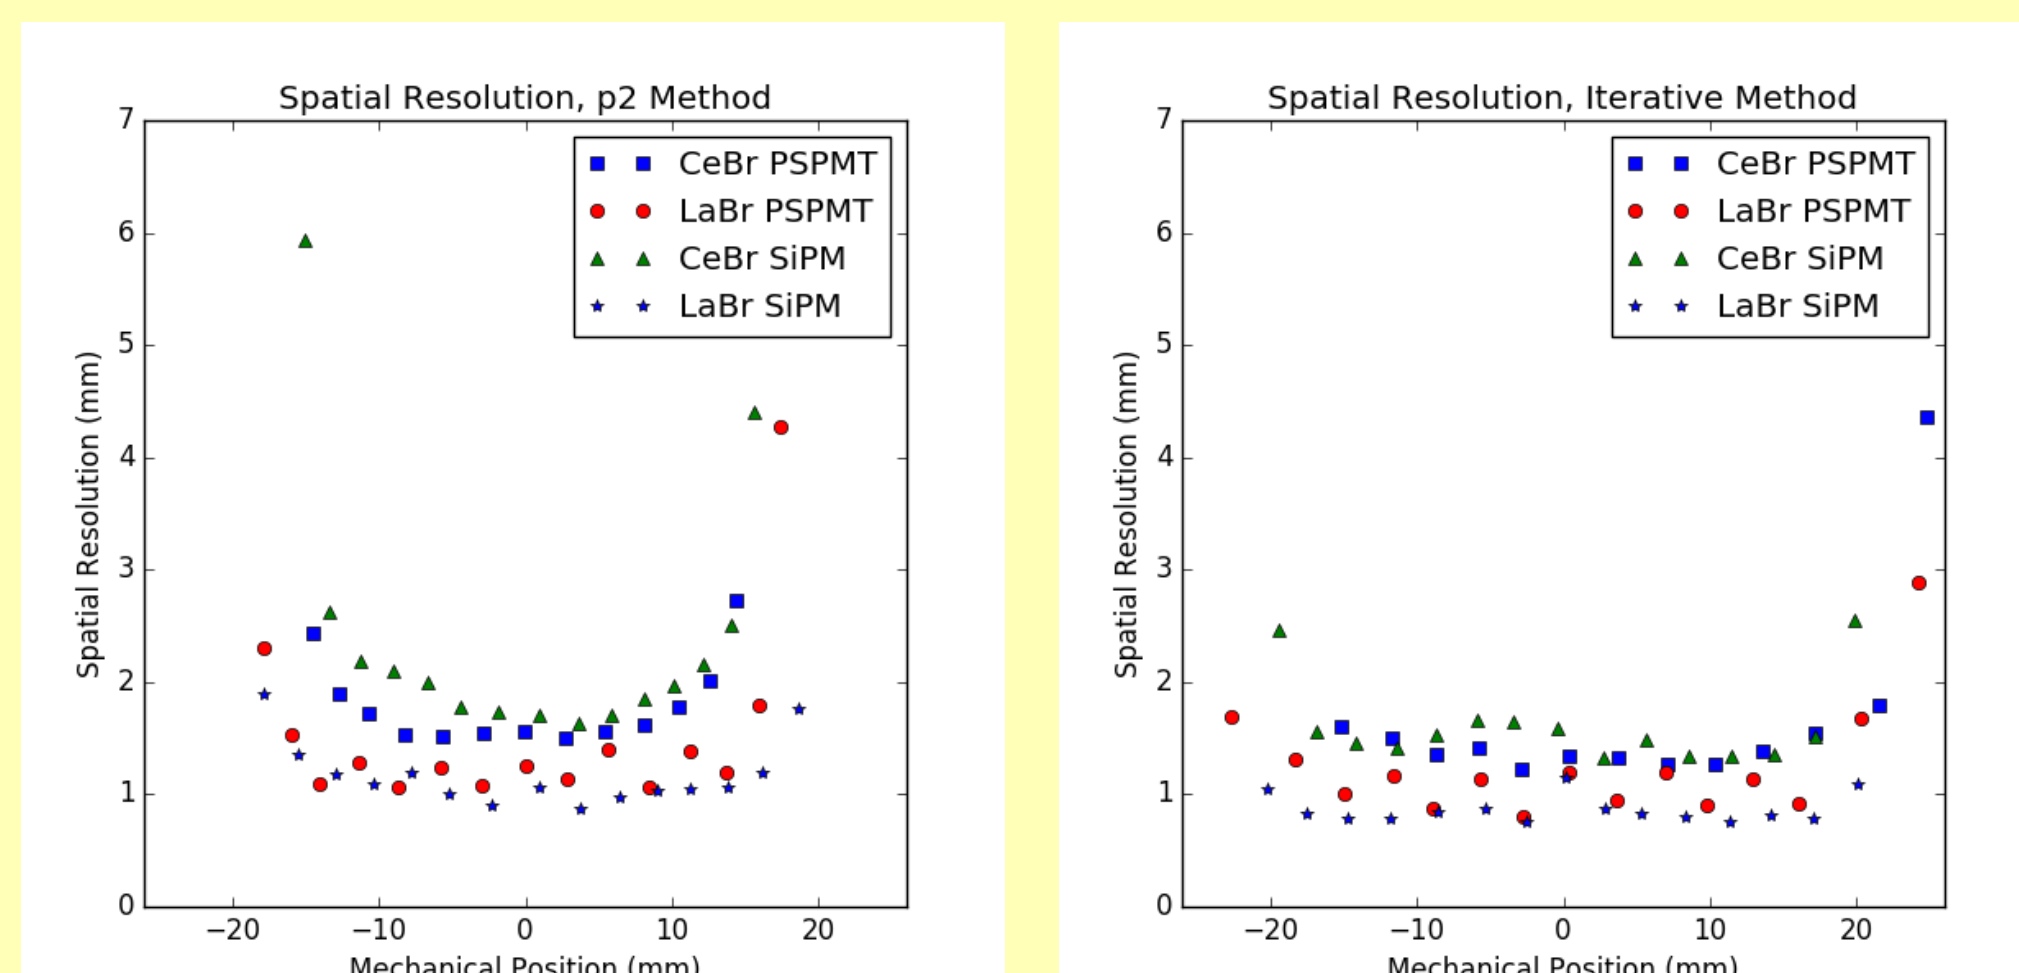 Spatial Resolution, p2 Method
7
6
5
4
3
2
1
0
Spatial Resolution (mm)
CeBr PSPMT
LaBr PSPMT
CeBr SiPM
LaBr SiPM
−20 −10 0 10 20
Mechanical Position (mm)
Spatial Resolution, Iterative Method
7
6
5
4
3
2
1
0
Spatial Resolution (mm)
CeBr PSPMT
LaBr PSPMT
CeBr SiPM
LaBr SiPM
−20 −10 0 10 20
Mechanical Position (mm)